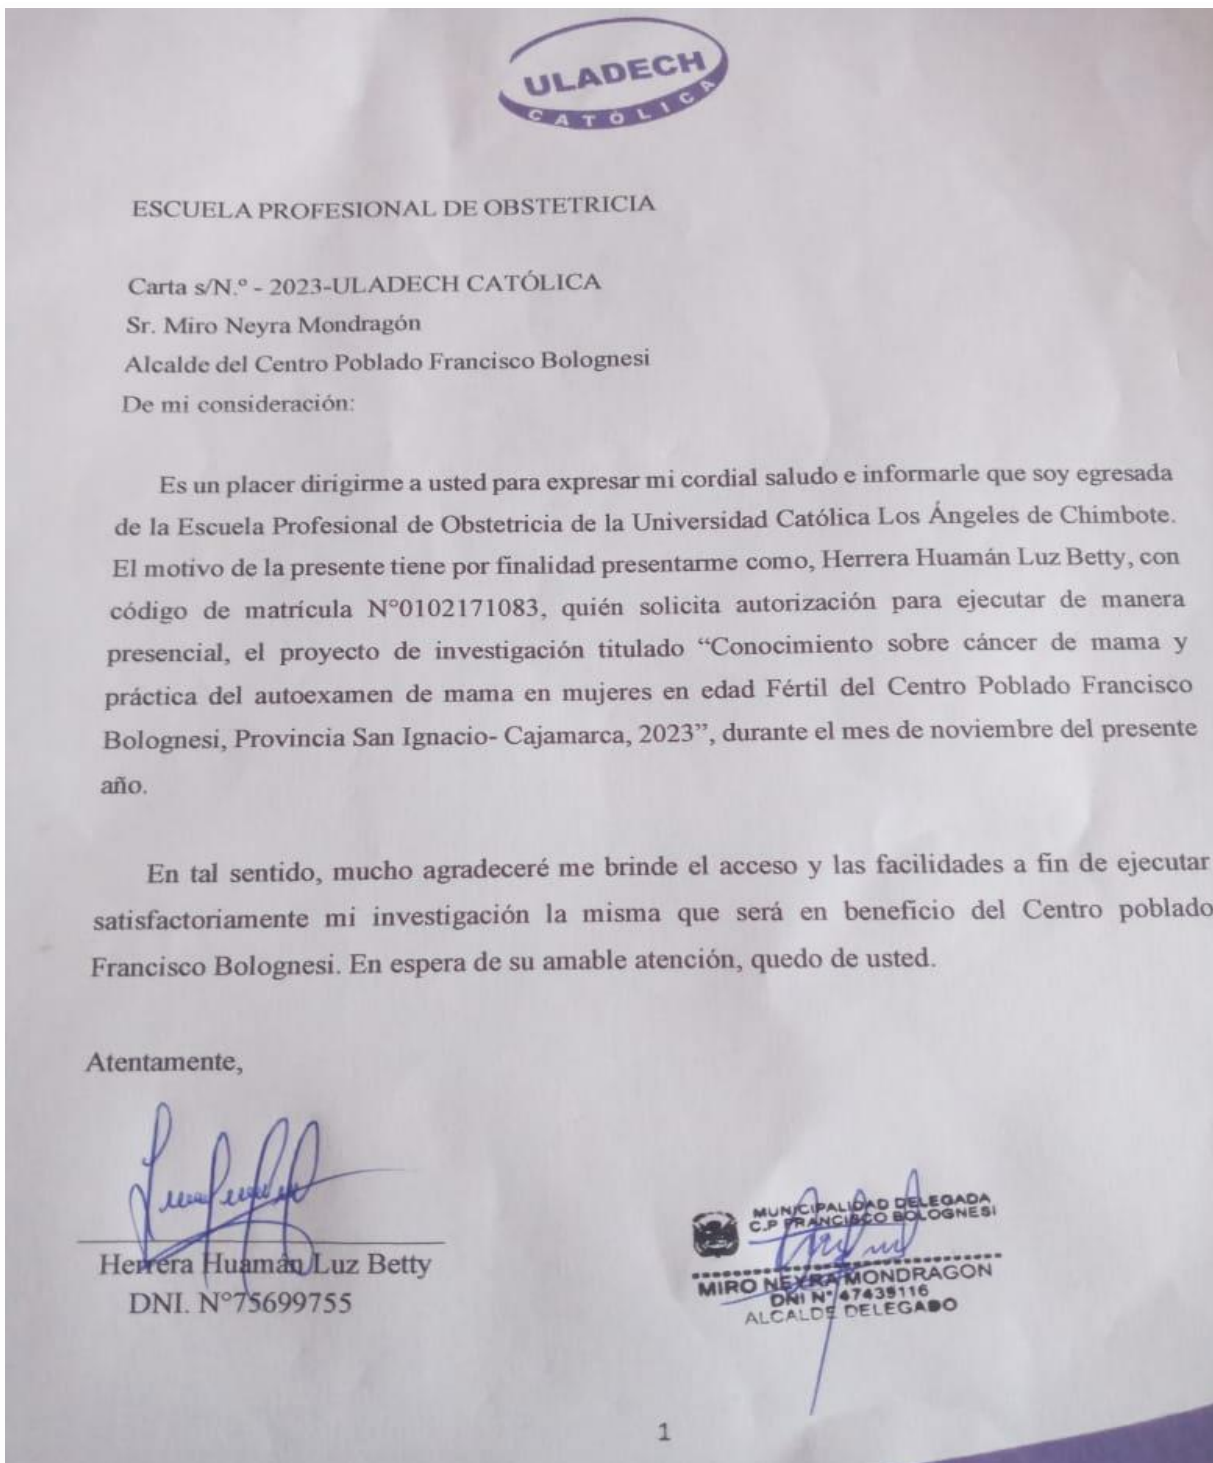 ULADECH
CATÓLICA
ESCUELA PROFESIONAL DE OBSTETRICIA
Carta s/N.º - 2023-ULADECH CATÓLICA
Sr. Miro Neyra Mondragón
Alcalde del Centro Poblado Francisco Bolognesi
De mi consideración:
Es un placer dirigirme a usted para expresar mi cordial saludo e informarle que soy egresada
de la Escuela Profesional de Obstetricia de la Universidad Católica Los Ángeles de Chimbote.
El motivo de la presente tiene por finalidad presentarme como, Herrera Huamán Luz Betty, con
código de matrícula N°0102171083, quién solicita autorización para ejecutar de manera
presencial, el proyecto de investigación titulado “Conocimiento sobre cáncer de mama y
práctica del autoexamen de mama en mujeres en edad Fértil del Centro Poblado Francisco
Bolognesi, Provincia San Ignacio- Cajamarca, 2023”, durante el mes de noviembre del presente
año.
En tal sentido, mucho agradeceré me brinde el acceso y las facilidades a fin de ejecutar
satisfactoriamente mi investigación la misma que será en beneficio del Centro poblado
Francisco Bolognesi. En espera de su amable atención, quedo de usted.
Atentamente,
Herrera Huamán Luz Betty
DNI. N°75699755
MUNICIPALIDAD DELEGADA
C.P FRANCISCO BOLOGNESI
MIRO NEYRA MONDRAGON
DNI N° 47439116
ALCALDE DELEGADO
1